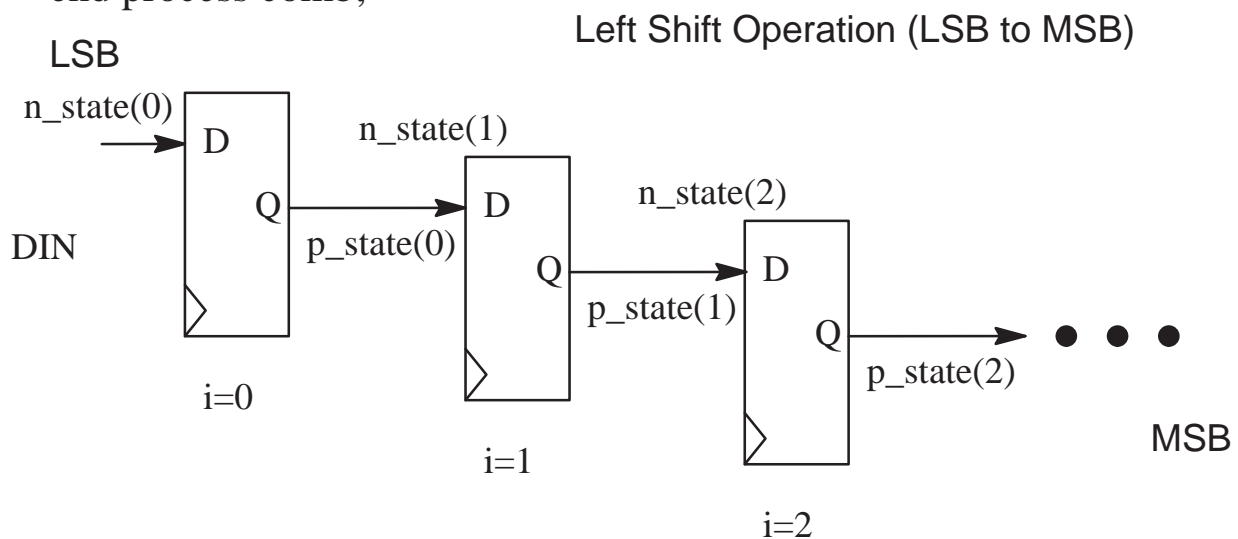 end process comb;
Left Shift Operation (LSB to MSB)
LSB
n_state(0)
D
Q
DIN
i=0
n_state(1)
p_state(0)
D
Q
i=1
n_state(2)
p_state(1)
D
Q
i=2
p_state(2)
MSB